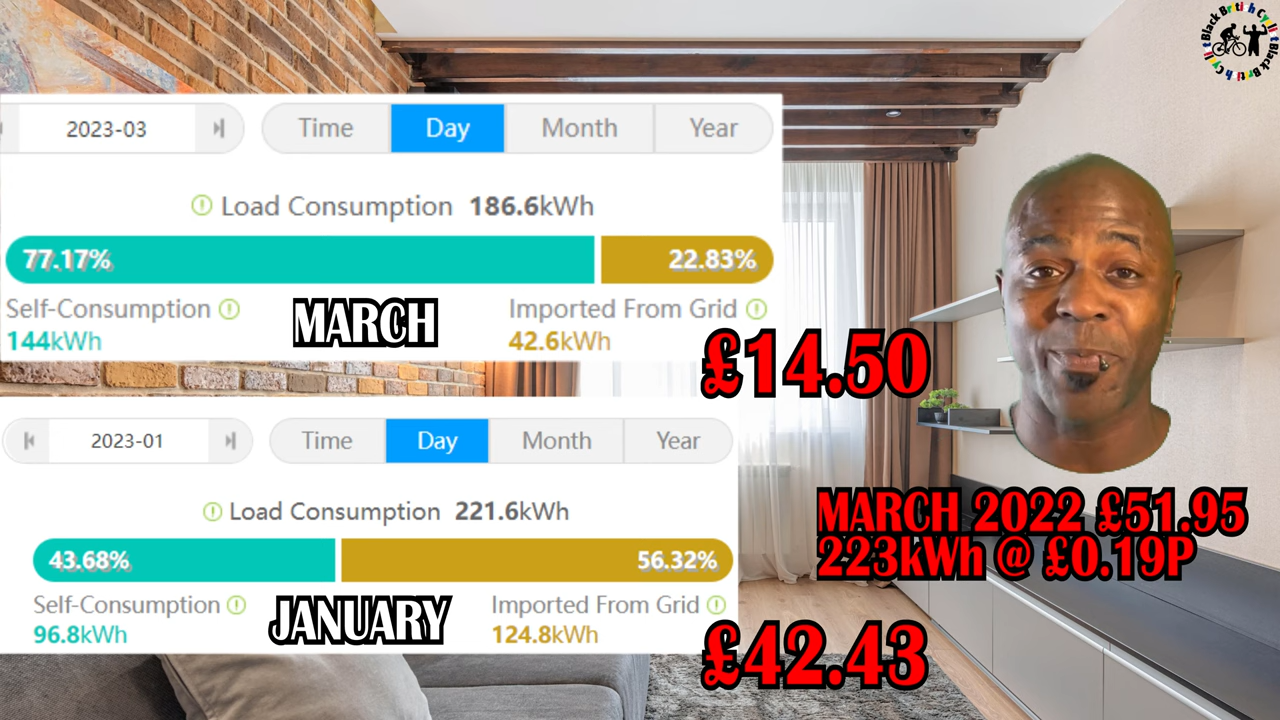 2023-03
Time Day Month Year
Load Consumption 186.6kWh
77.17% 22.83%
Self-Consumption Imported From Grid
144kWh 42.6kWh
MARCH
£14.50
2023-01
Time Day Month Year
Load Consumption 221.6kWh
43.68% 56.32%
Self-Consumption Imported From Grid
96.8kWh 124.8kWh
JANUARY
£42.43
MARCH 2022 £51.95
223kWh @ £0.19P
Black British Cyclist